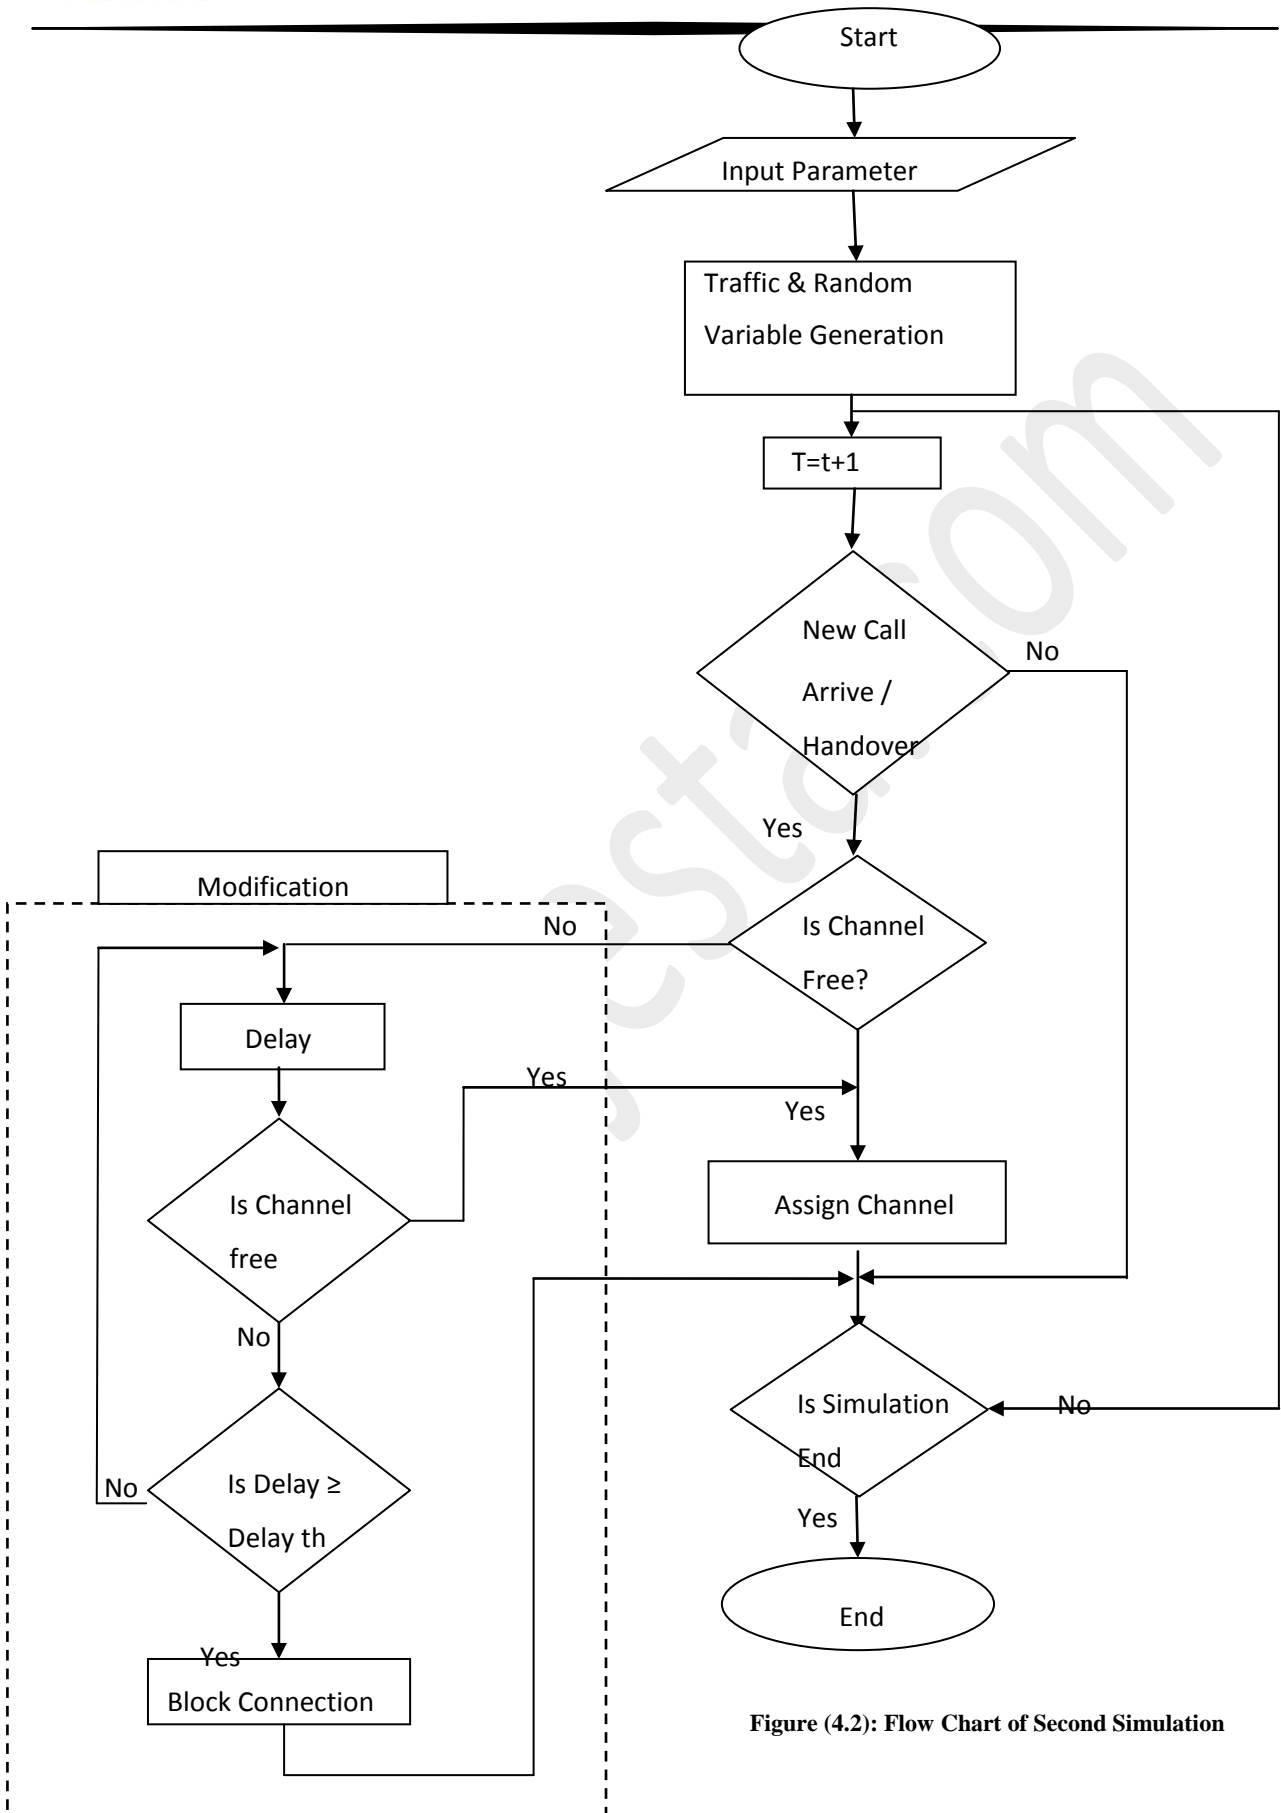 Start
Input Parameter
Traffic & Random
Variable Generation
T=t+1
New Call
Arrive /
Handover
No
Yes
Modification
No
Is Channel
Free?
Delay
Yes
Yes
Is Channel
free
Assign Channel
No
Is Simulation
End
No
Is Delay ≥
Delay th
No
Yes
End
Yes
Block Connection
Figure (4.2): Flow Chart of Second Simulation